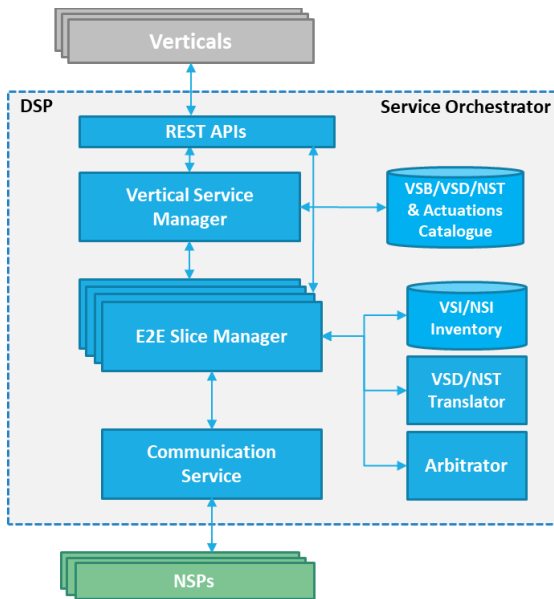 Verticals
DSP
Service Orchestrator
REST APIs
Vertical Service
Manager
VSB/VSD/NST
& Actuations
Catalogue
E2E Slice Manager
VSI/NSI
Inventory
VSD/NST
Translator
Communication
Service
Arbitrator
NSPs